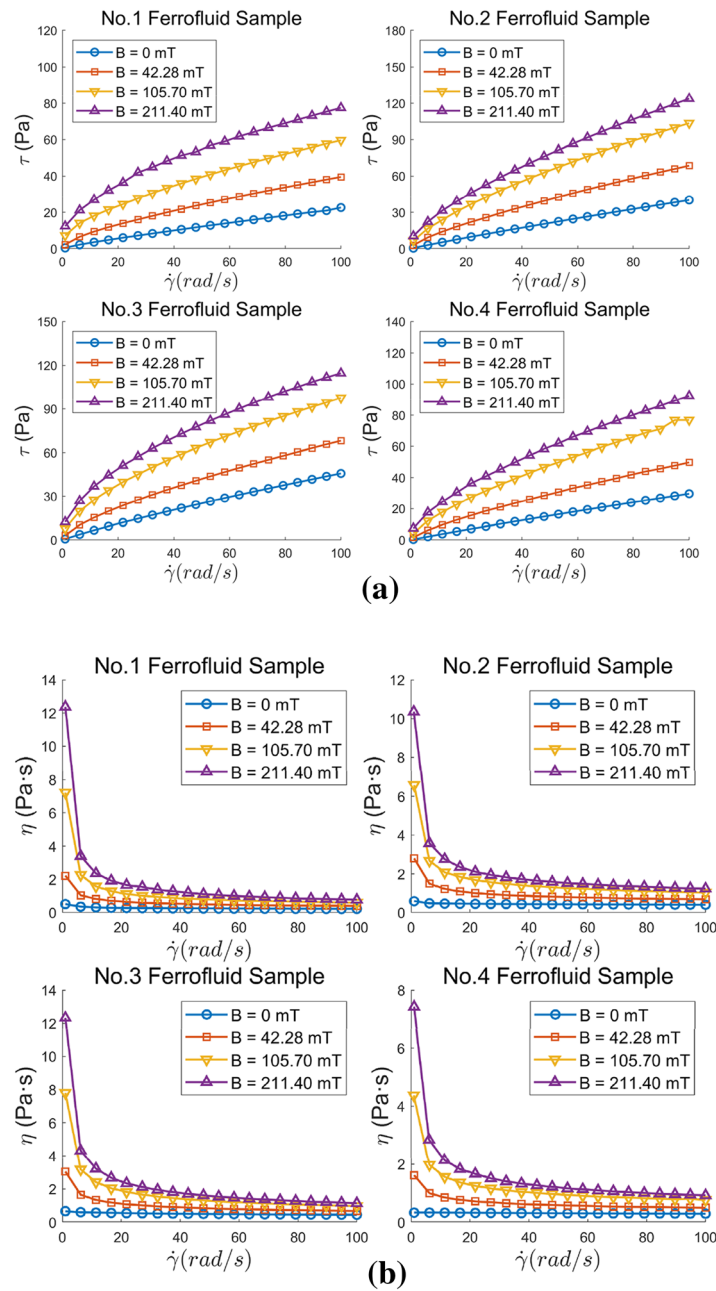 No.1 Ferrofluid Sample
120
100
80
60
40
20
0
τ (Pa)
B = 0 mT
B = 42.28 mT
B = 105.70 mT
B = 211.40 mT
0 20 40 60 80 100
γ̇(rad/s)
No.2 Ferrofluid Sample
180
150
120
90
60
30
0
τ (Pa)
B = 0 mT
B = 42.28 mT
B = 105.70 mT
B = 211.40 mT
0 20 40 60 80 100
γ̇(rad/s)
No.3 Ferrofluid Sample
150
120
90
60
30
0
τ (Pa)
B = 0 mT
B = 42.28 mT
B = 105.70 mT
B = 211.40 mT
0 20 40 60 80 100
γ̇(rad/s)
No.4 Ferrofluid Sample
140
120
100
80
60
40
20
0
τ (Pa)
B = 0 mT
B = 42.28 mT
B = 105.70 mT
B = 211.40 mT
0 20 40 60 80 100
γ̇(rad/s)
(a)
No.1 Ferrofluid Sample
14
12
10
8
6
4
2
0
η (Pa·s)
B = 0 mT
B = 42.28 mT
B = 105.70 mT
B = 211.40 mT
0 20 40 60 80 100
γ̇(rad/s)
No.2 Ferrofluid Sample
12
10
8
6
4
2
0
η (Pa·s)
B = 0 mT
B = 42.28 mT
B = 105.70 mT
B = 211.40 mT
0 20 40 60 80 100
γ̇(rad/s)
No.3 Ferrofluid Sample
14
12
10
8
6
4
2
0
η (Pa·s)
B = 0 mT
B = 42.28 mT
B = 105.70 mT
B = 211.40 mT
0 20 40 60 80 100
γ̇(rad/s)
No.4 Ferrofluid Sample
8
6
4
2
0
η (Pa·s)
B = 0 mT
B = 42.28 mT
B = 105.70 mT
B = 211.40 mT
0 20 40 60 80 100
γ̇(rad/s)
(b)